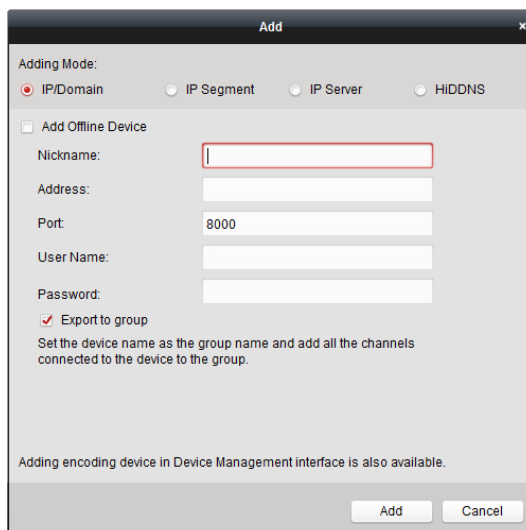 Add
Adding Mode:
IP/Domain IP Segment IP Server HiDDNS
Add Offline Device
Nickname:
Address:
Port: 8000
User Name:
Password:
Export to group
Set the device name as the group name and add all the channels
connected to the device to the group.
Adding encoding device in Device Management interface is also available.
Add Cancel